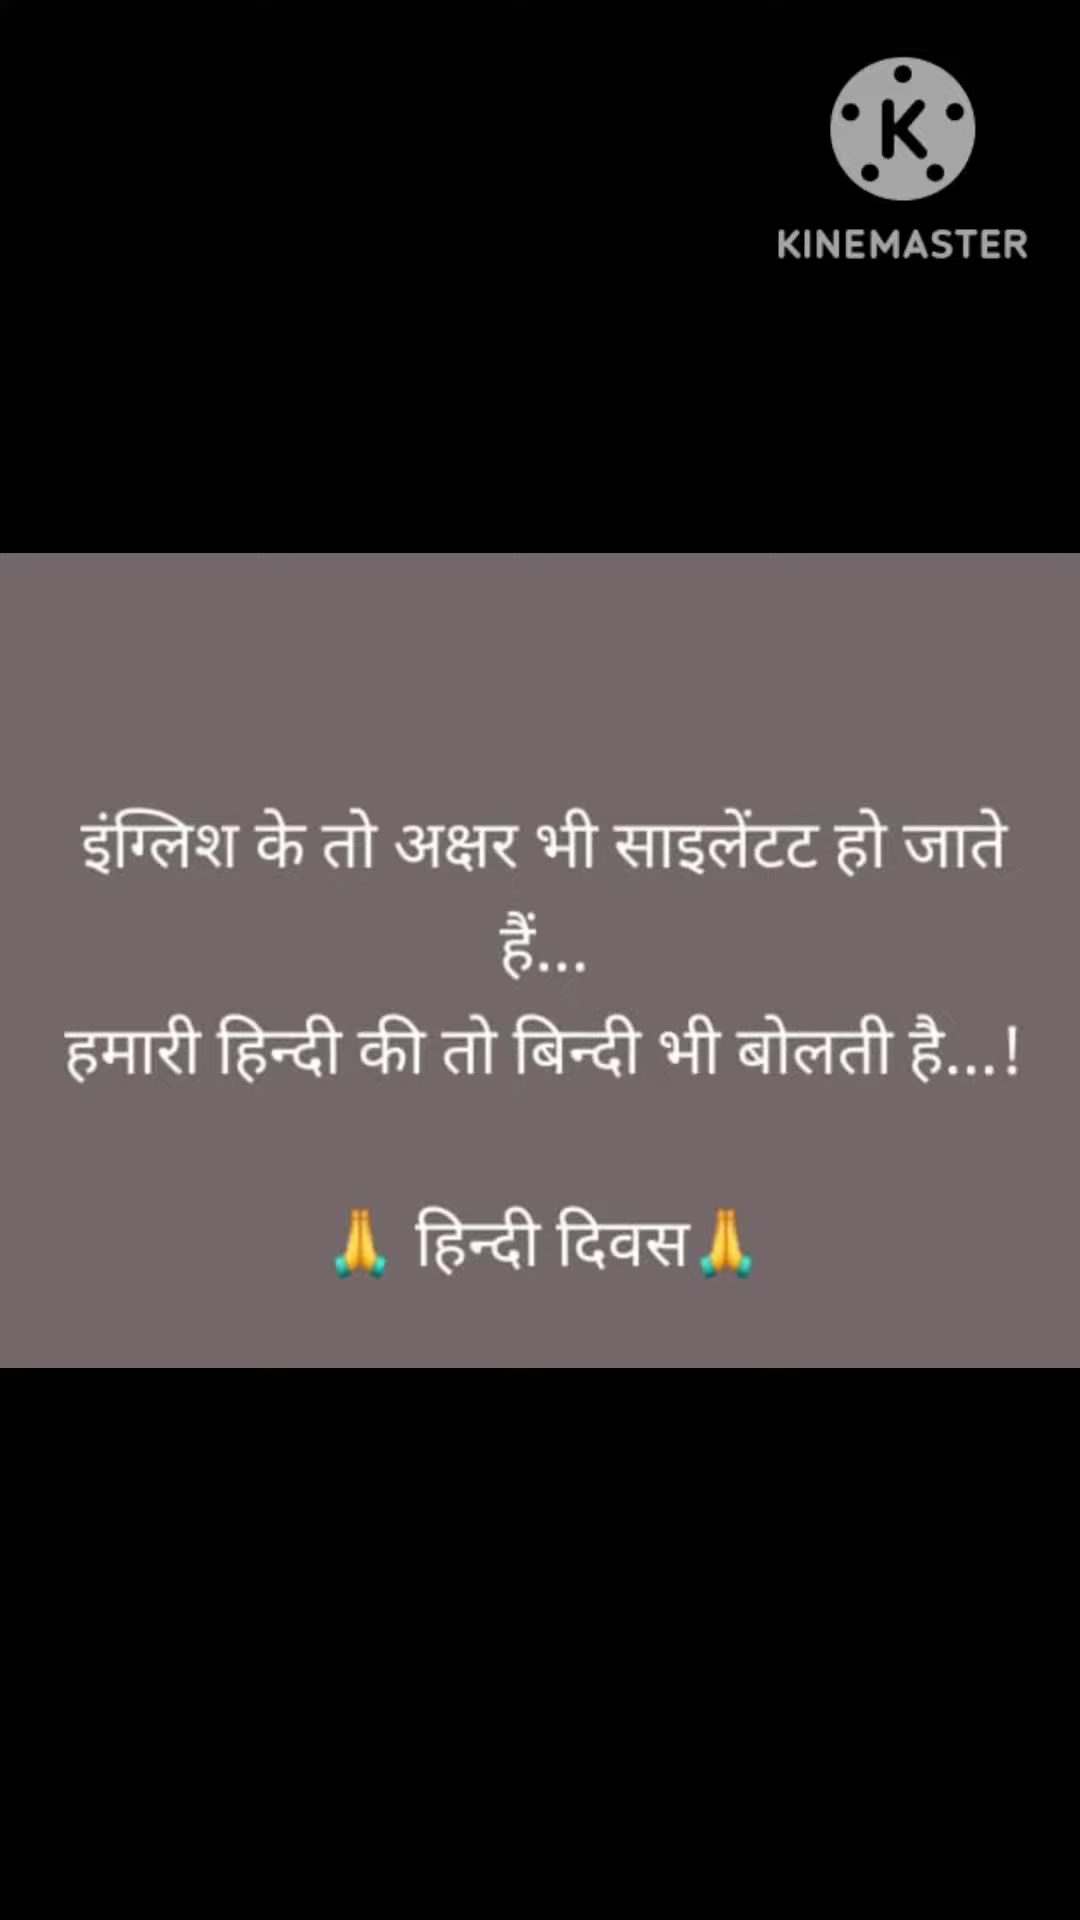 KINEMASTER
इंग्लिश के तो अक्षर भी साइलेंटट हो जाते
हैं...
हमारी हिन्दी की तो बिन्दी भी बोलती है...!
🙏 हिन्दी दिवस🙏